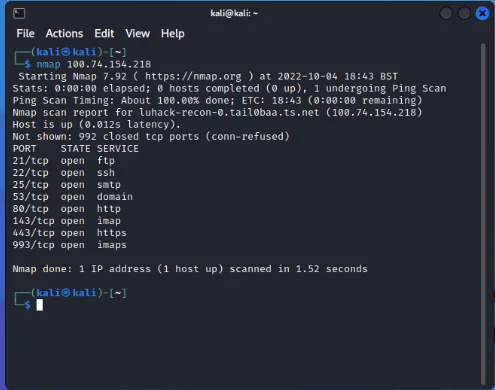 kali@kali: ~
File Actions Edit View Help
┌──(kali㉿kali)-[~]
└─$ nmap 100.74.154.218
Starting Nmap 7.92 ( https://nmap.org ) at 2022-10-04 18:43 BST
Stats: 0:00:00 elapsed; 0 hosts completed (0 up), 1 undergoing Ping Scan
Ping Scan Timing: About 100.00% done; ETC: 18:43 (0:00:00 remaining)
Nmap scan report for luhack-recon-0.tail0baa.ts.net (100.74.154.218)
Host is up (0.012s latency).
Not shown: 992 closed tcp ports (conn-refused)
PORT    STATE SERVICE
21/tcp  open  ftp
22/tcp  open  ssh
25/tcp  open  smtp
53/tcp  open  domain
80/tcp  open  http
143/tcp open  imap
443/tcp open  https
993/tcp open  imaps
Nmap done: 1 IP address (1 host up) scanned in 1.52 seconds
┌──(kali㉿kali)-[~]
└─$